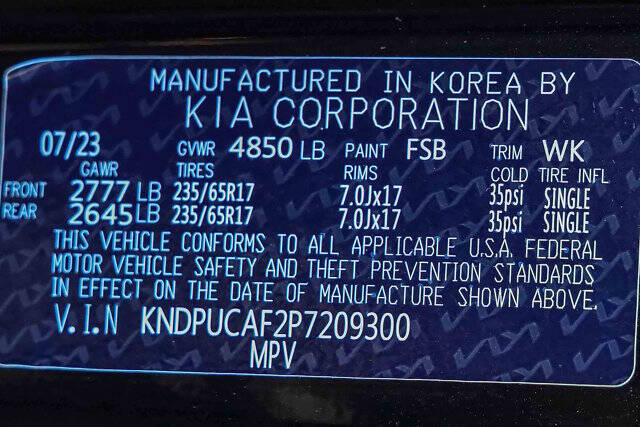 MANUFACTURED IN KOREA BY
KIA CORPORATION
07/23 GVWR 4850 LB PAINT FSB TRIM WK
GAWR TIRES RIMS COLD TIRE INFL
FRONT 2777 LB 235/65R17 7.0Jx17 35psi SINGLE
REAR 2645 LB 235/65R17 7.0Jx17 35psi SINGLE
THIS VEHICLE CONFORMS TO ALL APPLICABLE U.S.A. FEDERAL
MOTOR VEHICLE SAFETY AND THEFT PREVENTION STANDARDS
IN EFFECT ON THE DATE OF MANUFACTURE SHOWN ABOVE.
V.I.N KNDPUCAF2P7209300
MPV